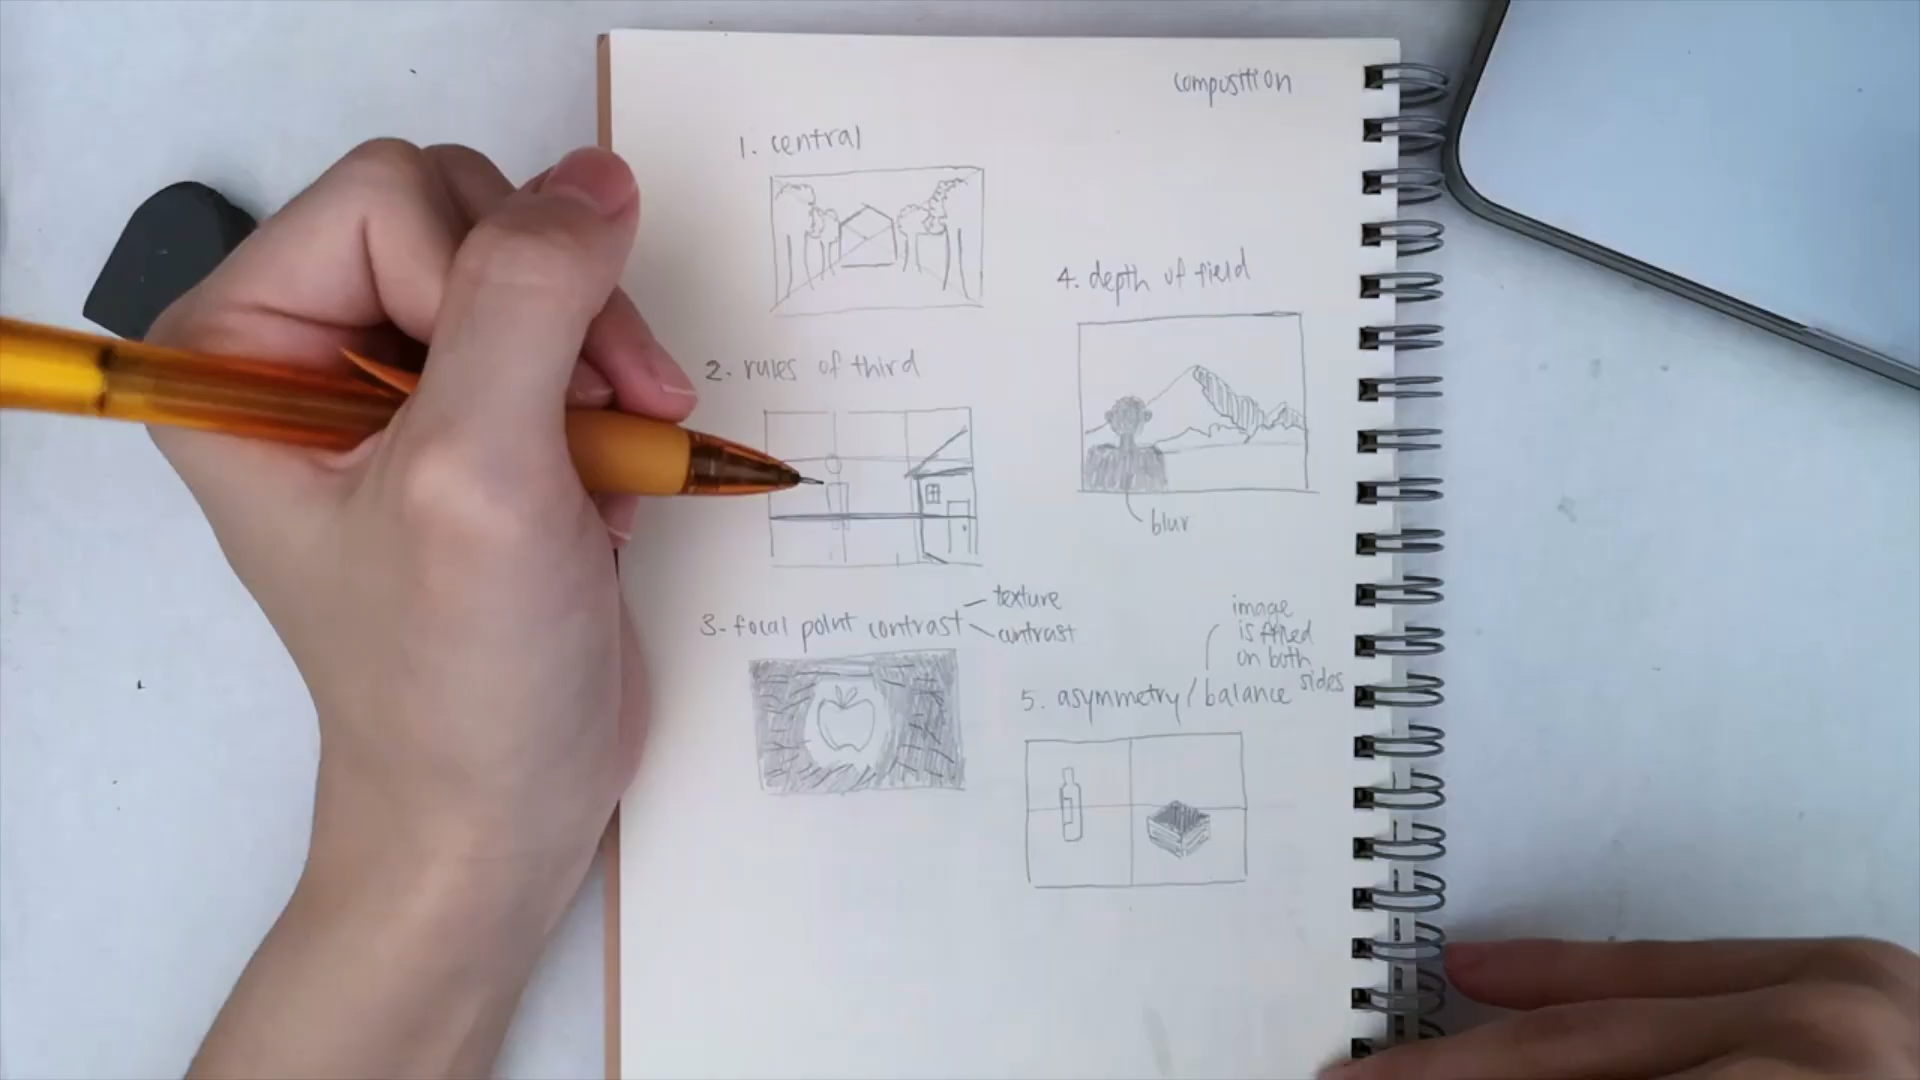 composition
1. central
2. rules of third
3. focal point contrast
texture
contrast
4. depth of field
blur
image
is
on both
sides
5. asymmetry / balance